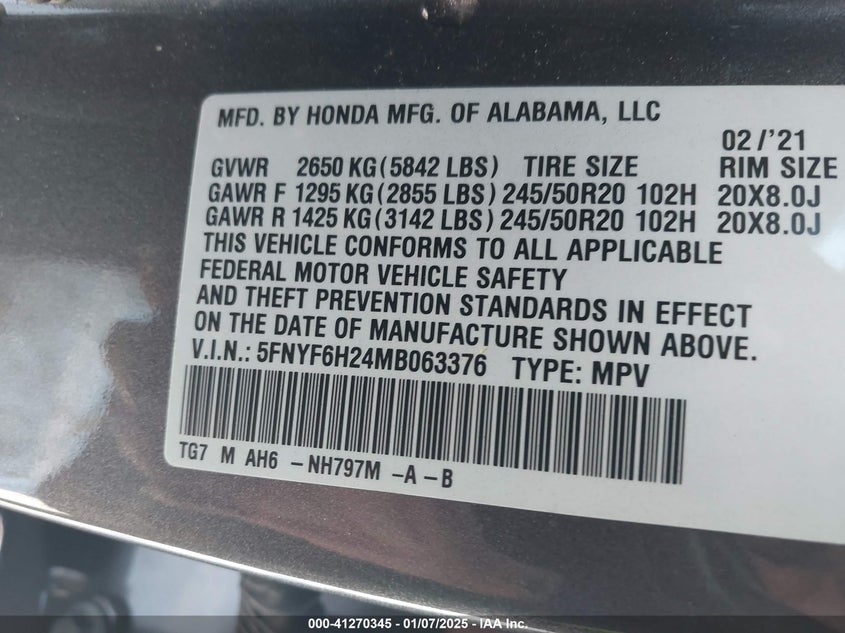 MFD. BY HONDA MFG. OF ALABAMA, LLC
02/'21
GVWR 2650 KG (5842 LBS) TIRE SIZE RIM SIZE
GAWR F 1295 KG (2855 LBS) 245/50R20 102H 20X8.0J
GAWR R 1425 KG (3142 LBS) 245/50R20 102H 20X8.0J
THIS VEHICLE CONFORMS TO ALL APPLICABLE
FEDERAL MOTOR VEHICLE SAFETY
AND THEFT PREVENTION STANDARDS IN EFFECT
ON THE DATE OF MANUFACTURE SHOWN ABOVE.
V.I.N.: 5FNYF6H24MB063376 TYPE: MPV
TG7 M AH6 – NH797M –A – B
000-41270345 - 01/07/2025 - IAA Inc.